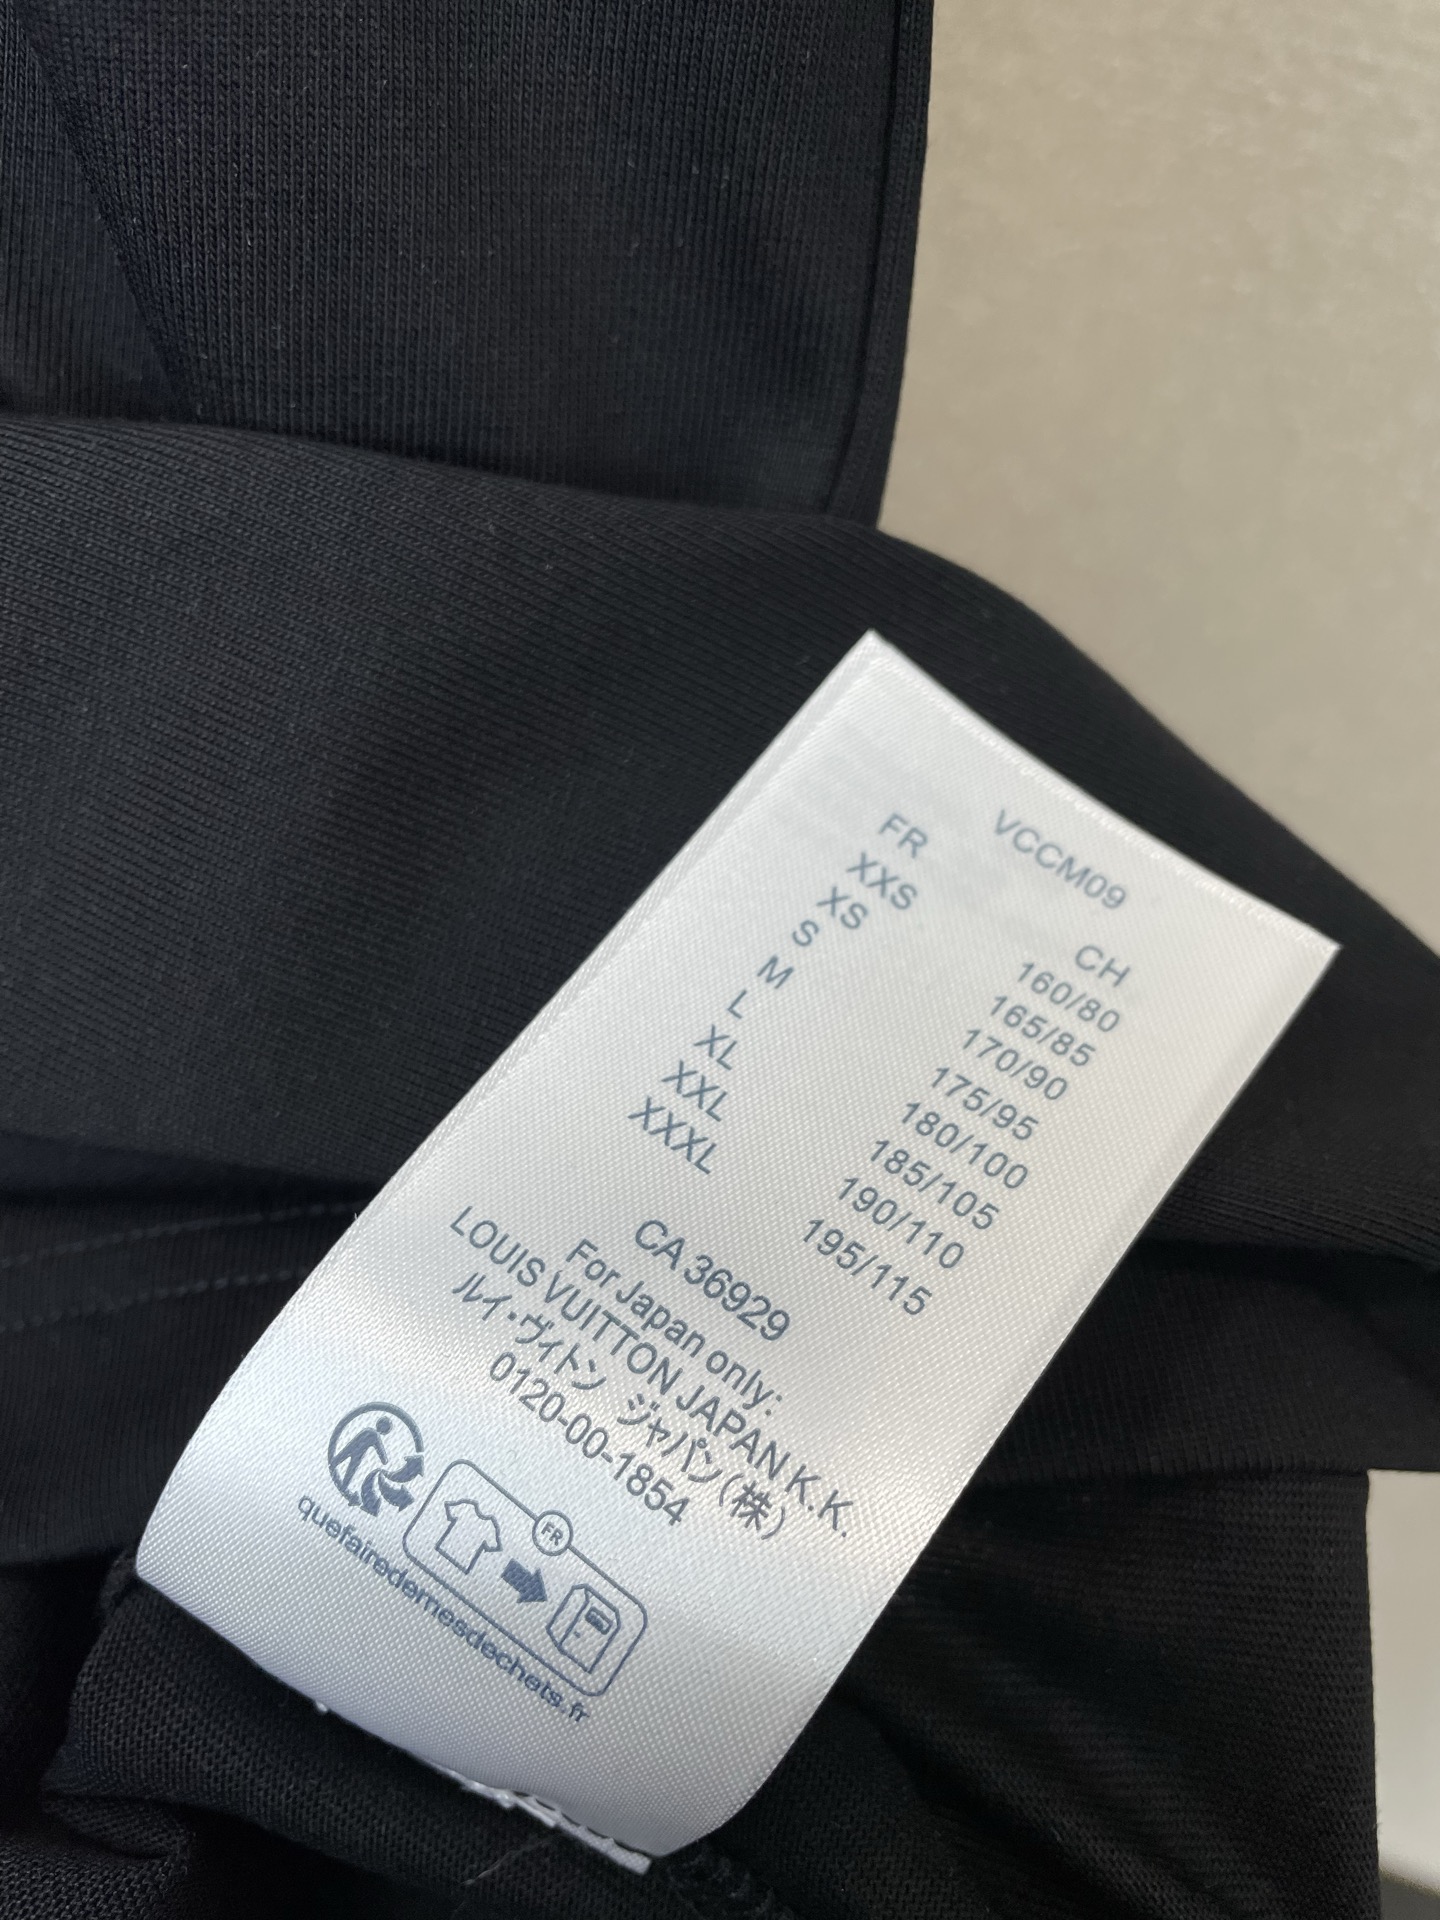 VCCM09
FR CH
XXS 160/80
XS 165/85
S 170/90
M 175/95
L 180/100
XL 185/105
XXL 190/110
XXXL 195/115
CA 36929
For Japan only:
LOUIS VUITTON JAPAN K.K.
ルイ・ヴィトン ジャパン(株)
0120-00-1854
FR
quefairedemesdechets.fr